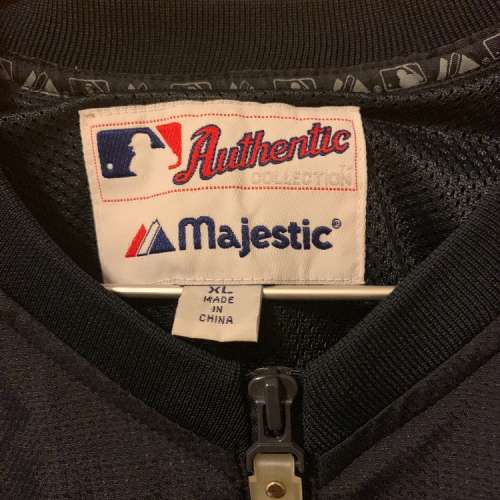 Authentic
COLLECTION
Majestic®
XL
MADE
IN
CHINA